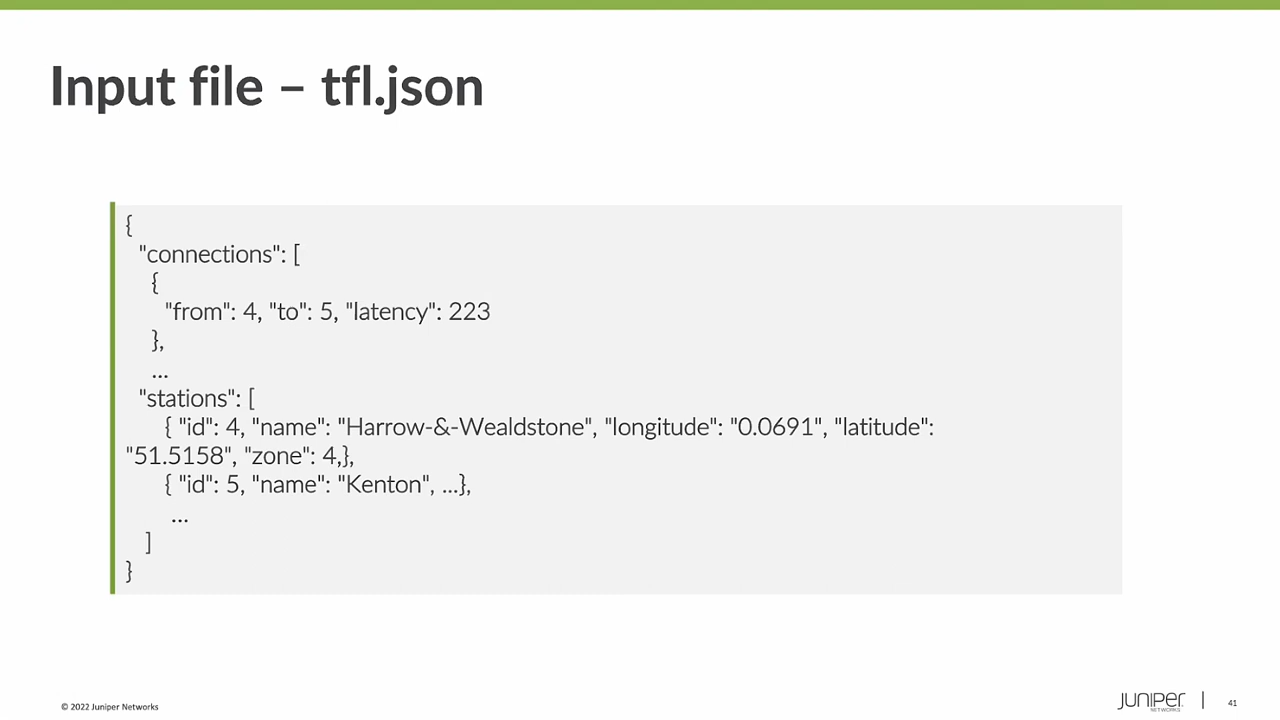 Input file – tfl.json
{
"connections": [
{
"from": 4, "to": 5, "latency": 223
},
...
"stations": [
{ "id": 4, "name": "Harrow-&-Wealdstone", "longitude": "0.0691", "latitude":
"51.5158", "zone": 4,},
{ "id": 5, "name": "Kenton", ...},
...
]
}
© 2022 Juniper Networks
JUNIPER
NETWORKS
41